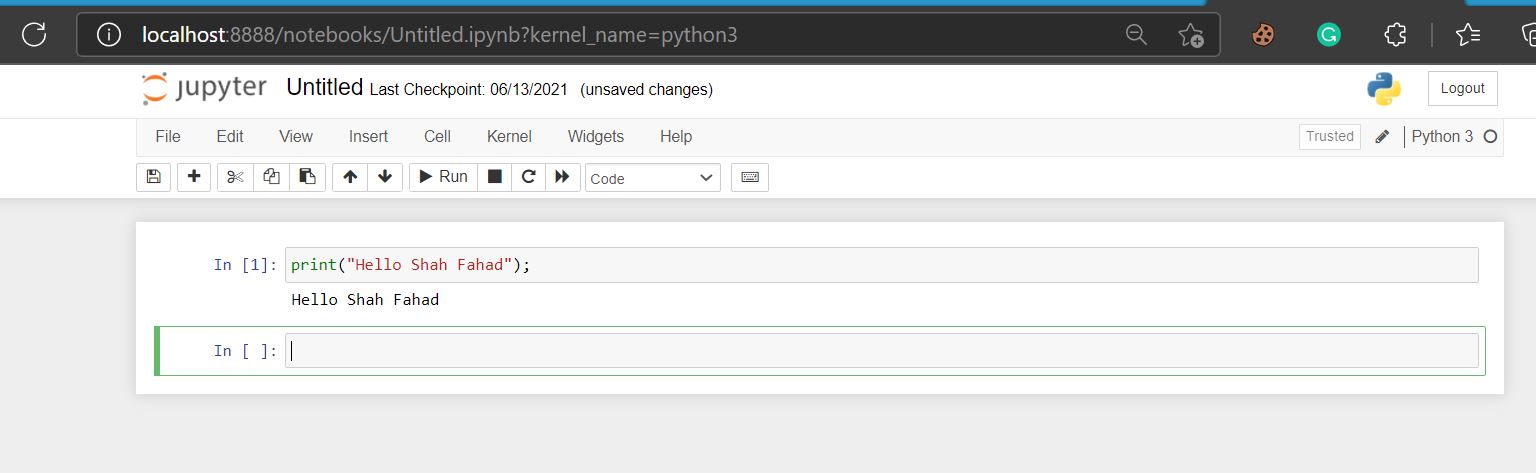 localhost:8888/notebooks/Untitled.ipynb?kernel_name=python3
jupyter Untitled Last Checkpoint: 06/13/2021 (unsaved changes) Logout
File Edit View Insert Cell Kernel Widgets Help Trusted Python 3
Run Code
In [1]: print("Hello Shah Fahad");
Hello Shah Fahad
In [ ]: